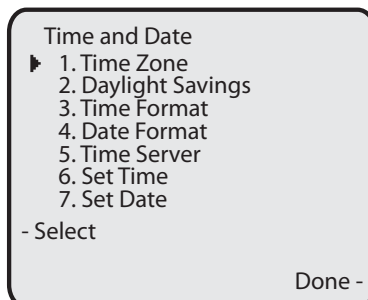 Time and Date
1. Time Zone
2. Daylight Savings
3. Time Format
4. Date Format
5. Time Server
6. Set Time
7. Set Date
- Select
Done -